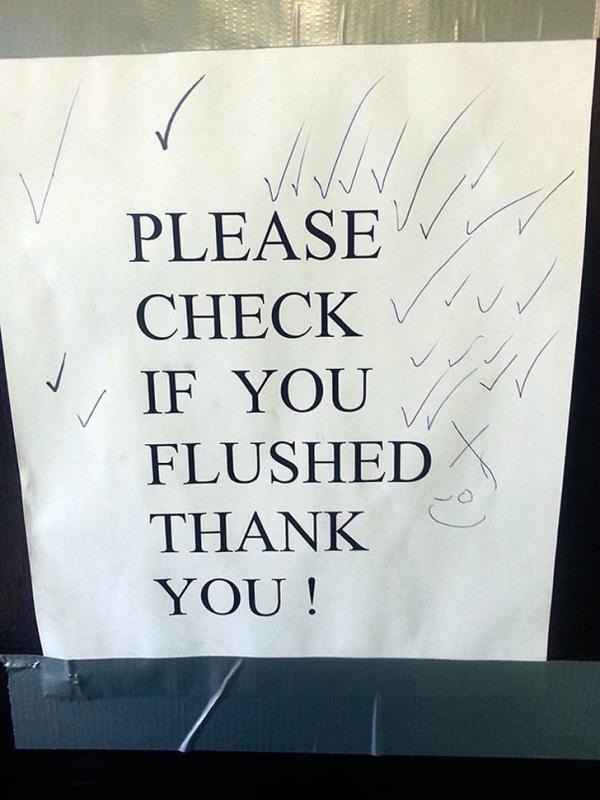 PLEASE
CHECK
IF YOU
FLUSHED
THANK
YOU !